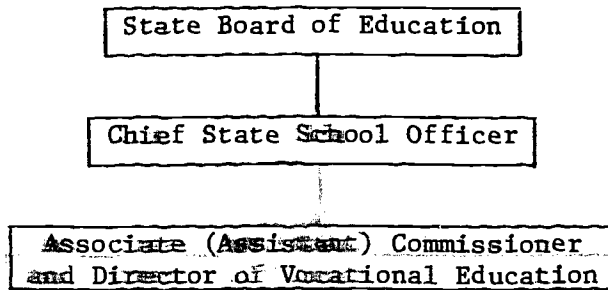 State Board of Education
Chief State School Officer
Associate (Assistant) Commissioner
and Director of Vocational Education